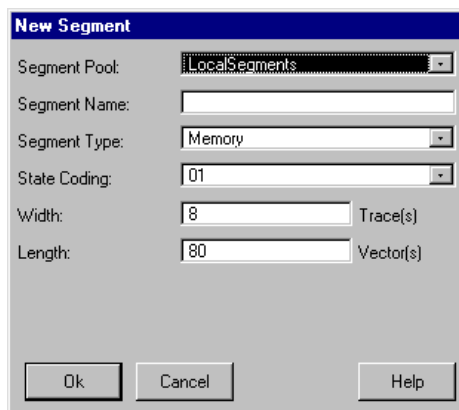 New Segment
Segment Pool: LocalSegments
Segment Name:
Segment Type: Memory
State Coding: 01
Width: 8 Trace(s)
Length: 80 Vector(s)
Ok Cancel Help